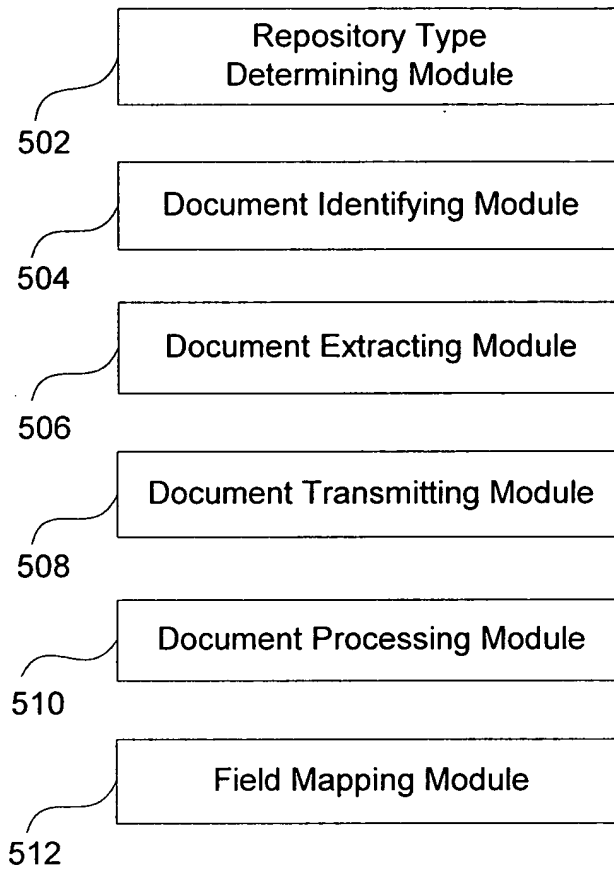 Repository Type
Determining Module
502
Document Identifying Module
504
Document Extracting Module
506
Document Transmitting Module
508
Document Processing Module
510
Field Mapping Module
512